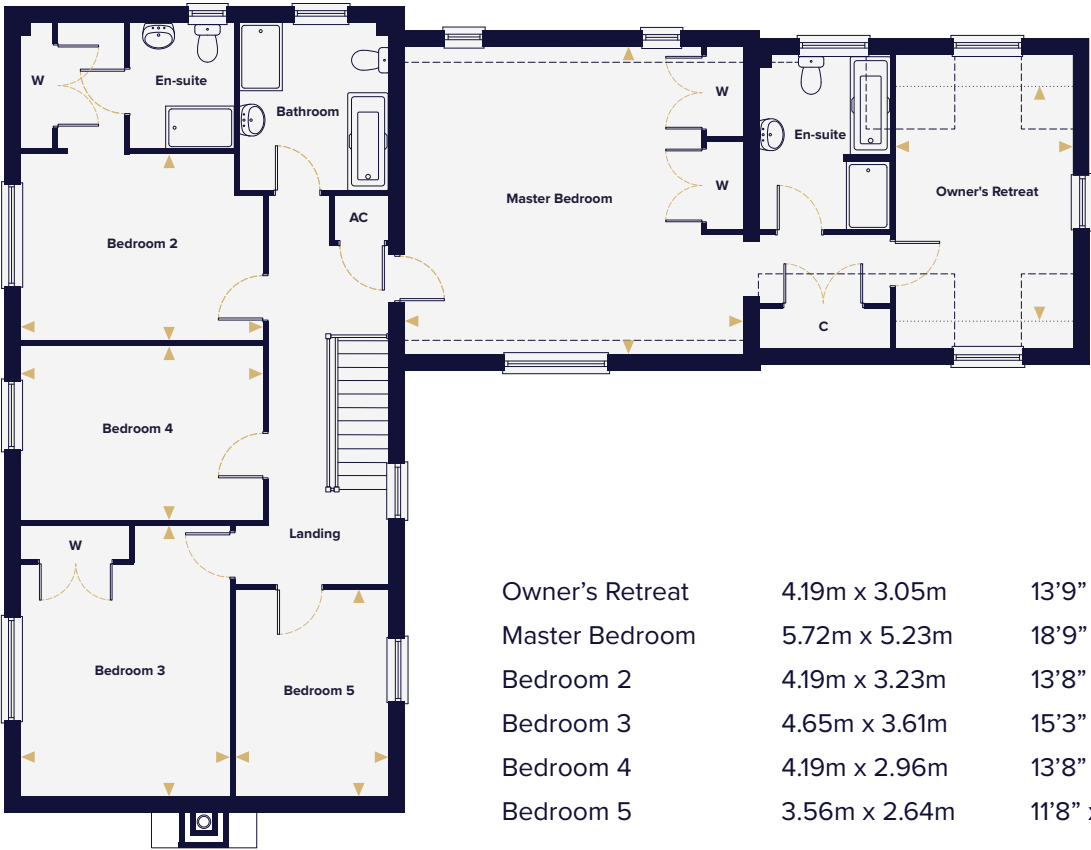 W
En-suite
Bathroom
W
En-suite
Master Bedroom
W
Owner's Retreat
AC
Bedroom 2
C
Bedroom 4
Landing
W
Bedroom 3
Bedroom 5
Owner’s Retreat 4.19m x 3.05m 13’9”
Master Bedroom 5.72m x 5.23m 18’9”
Bedroom 2 4.19m x 3.23m 13’8”
Bedroom 3 4.65m x 3.61m 15’3”
Bedroom 4 4.19m x 2.96m 13’8”
Bedroom 5 3.56m x 2.64m 11’8” x